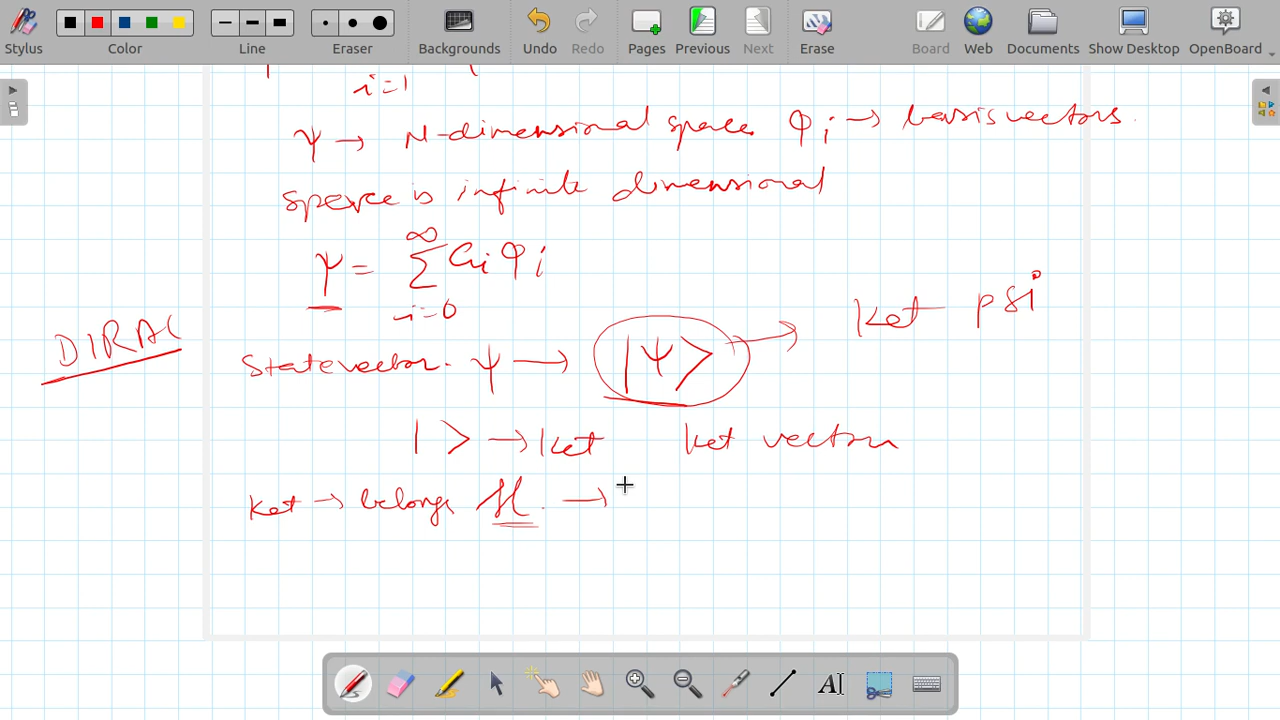 Stylus Color Line Eraser Backgrounds Undo Redo Pages Previous Next Erase Board Web Documents Show Desktop OpenBoard
i=1
ψ → N-dimensional space φi → basis vectors.
space is infinite dimensional
ψ = ∞∑i=0 Ci φi
DIRAC
State vector. ψ → |ψ> → ket psi
| > → ket ket vector
ket → belongs H. →